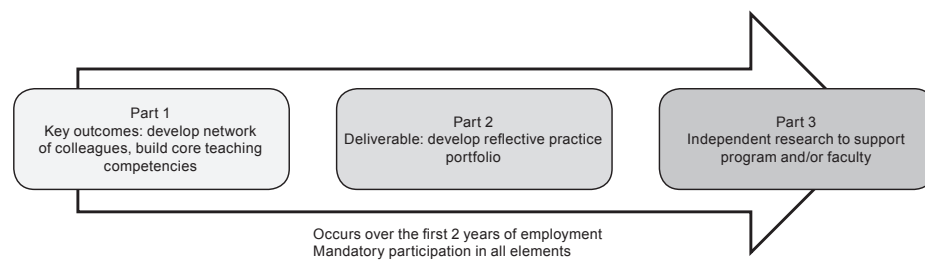 Part 1
Key outcomes: develop network
of colleagues, build core teaching
competencies
Part 2
Deliverable: develop reflective practice
portfolio
Part 3
Independent research to support
program and/or faculty
Occurs over the first 2 years of employment
Mandatory participation in all elements